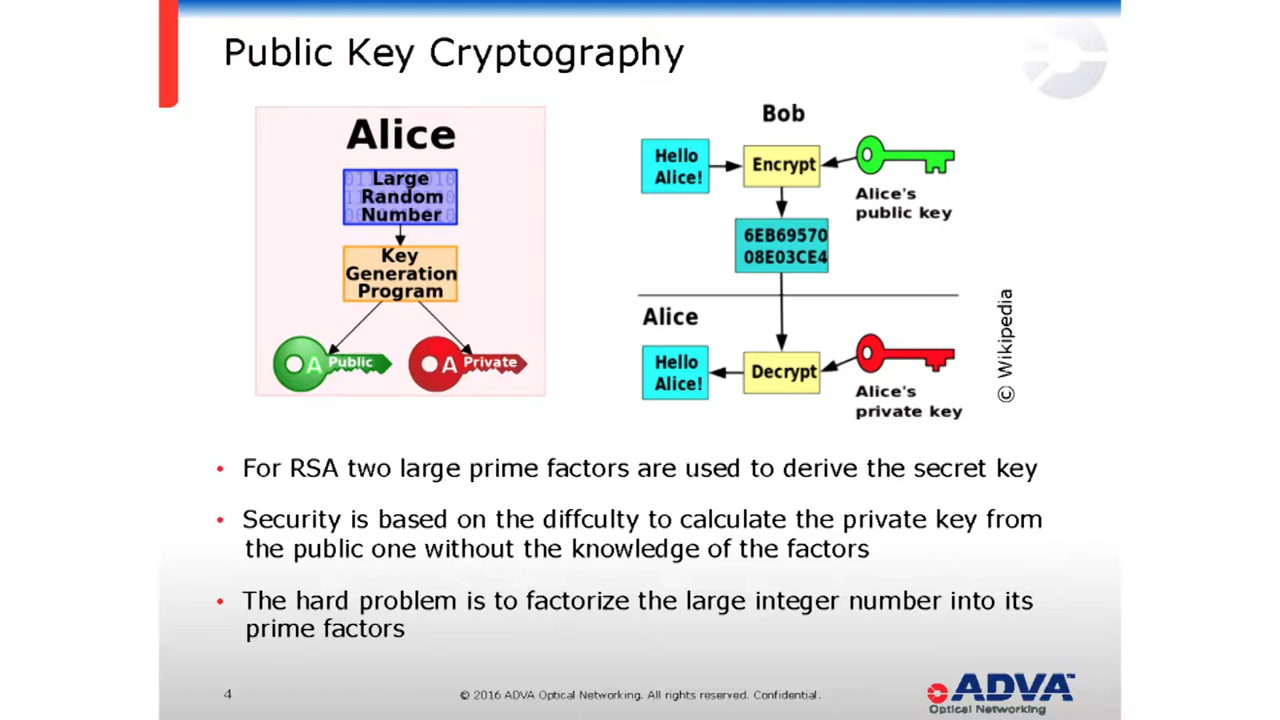 Public Key Cryptography
Alice
Large
Random
Number
Key
Generation
Program
A Public
A Private
Bob
Hello
Alice!
Encrypt
Alice's
public key
6EB69570
08E03CE4
Alice
Hello
Alice!
Decrypt
Alice's
private key
© Wikipedia
• For RSA two large prime factors are used to derive the secret key
• Security is based on the diffculty to calculate the private key from
the public one without the knowledge of the factors
• The hard problem is to factorize the large integer number into its
prime factors
4
© 2016 ADVA Optical Networking. All rights reserved. Confidential.
ADVA™
Optical Networking